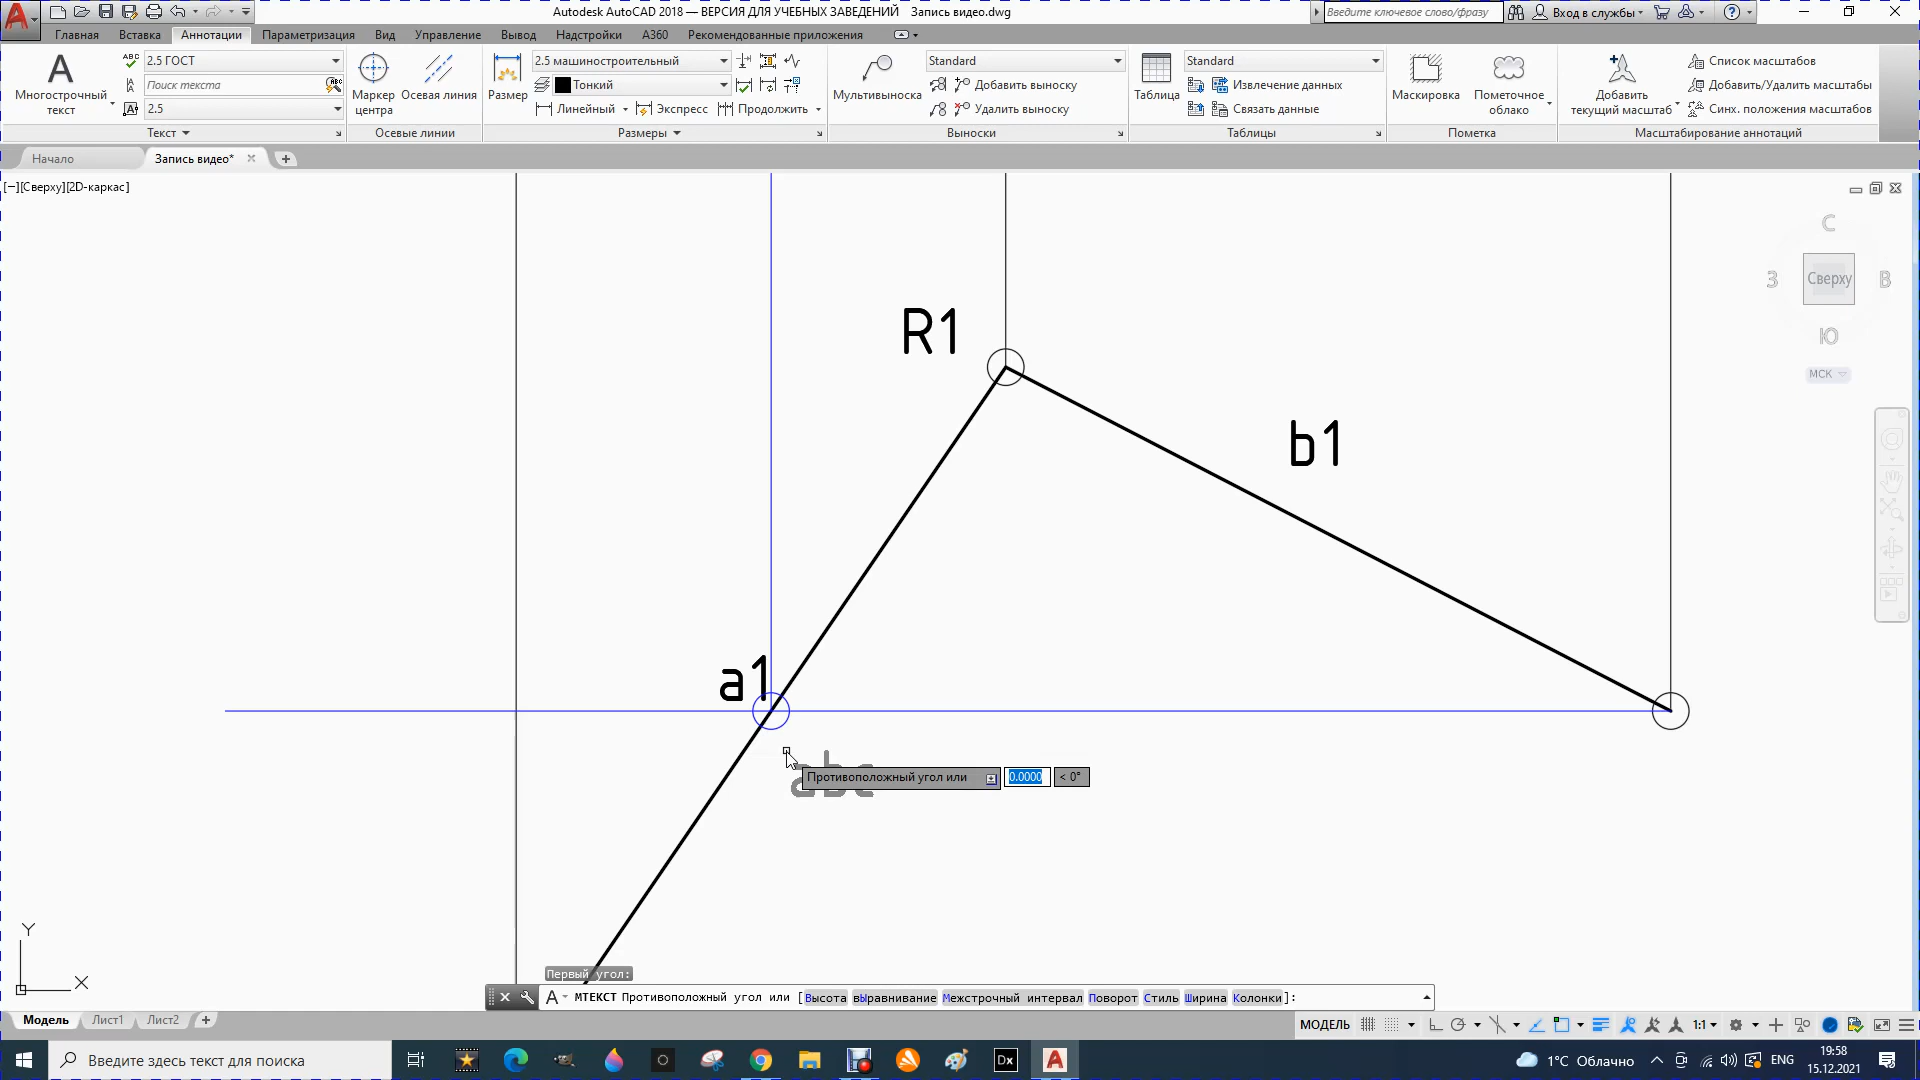 Autodesk AutoCAD 2018 — ВЕРСИЯ ДЛЯ УЧЕБНЫХ ЗАВЕДЕНИЙ Запись видео.dwg
Введите ключевое слово/фразу
Вход в службы
Главная Вставка Аннотации Параметризация Вид Управление Вывод Надстройки A360 Рекомендованные приложения
Многострочный текст
2.5 ГОСТ
Поиск текста
2.5
Маркер центра
Осевая линия
Размер
2.5 машиностроительный
Тонкий
Линейный Экспресс Продолжить
Мультивыноска
Standard
Добавить выноску
Удалить выноску
Таблица
Standard
Извлечение данных
Связать данные
Маскировка
Пометочное облако
Добавить текущий масштаб
Список масштабов
Добавить/Удалить масштабы
Синх. положения масштабов
Текст Осевые линии Размеры Выноски Таблицы Пометка Масштабирование аннотаций
Начало Запись видео*
[−][Сверху][2D-каркас]
С
З Сверху В
Ю
МСК
R1
b1
a1
abc
Противоположный угол или 0.0000 < 0°
Y
X
Первый угол:
МТЕКСТ Противоположный угол или [Высота вЫравнивание Межстрочный интервал Поворот Стиль Ширина Колонки]:
Модель Лист1 Лист2
МОДЕЛЬ 1:1
Введите здесь текст для поиска
Dx
1°C Облачно
ENG
19:58
15.12.2021